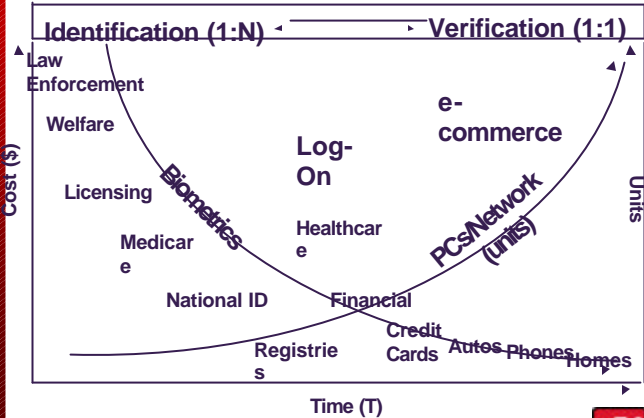 Identification (1:N)
Verification (1:1)
Law
Enforcement
Welfare
Licensing
Medicar
e
National ID
Registrie
s
Biometrics
Log-
On
Healthcar
e
Financial
Credit
Cards
Autos
Phones
Homes
e-
commerce
PCs/Network
(units)
Cost ($)
Units
Time (T)